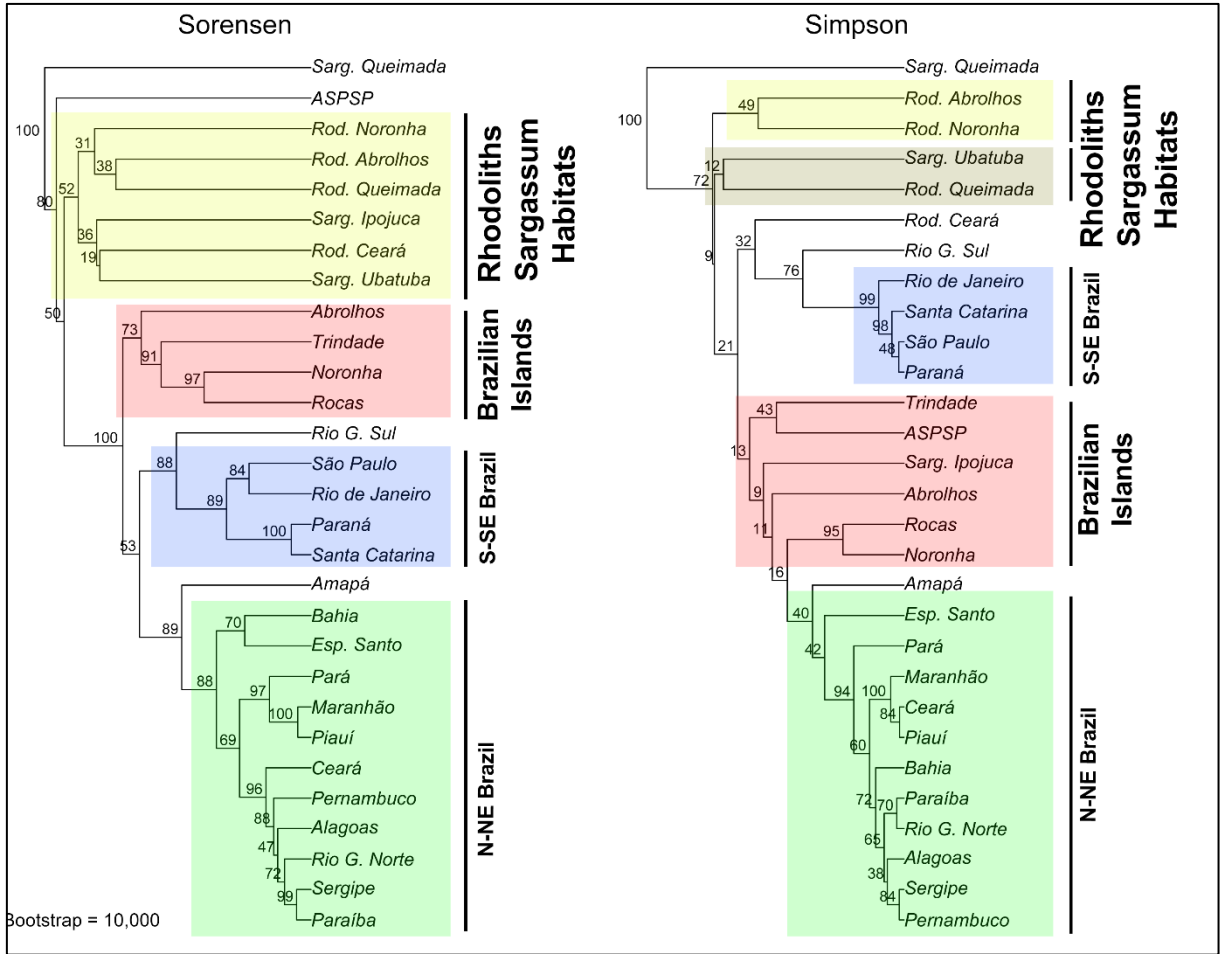 Sorensen
Sarg. Queimada
ASPSP
Rod. Noronha
Rod. Abrolhos
Rod. Queimada
Sarg. Ipojuca
Rod. Ceará
Sarg. Ubatuba
Abrolhos
Trindade
Noronha
Rocas
Rio G. Sul
São Paulo
Rio de Janeiro
Paraná
Santa Catarina
Amapá
Bahia
Esp. Santo
Pará
Maranhão
Piauí
Ceará
Pernambuco
Alagoas
Rio G. Norte
Sergipe
Paraíba
100
80
52
31
38
36
19
50
73
91
97
100
88
84
89
100
53
89
70
88
97
100
69
96
88
47
72
99
Rhodoliths
Sargassum
Habitats
Brazilian
Islands
S-SE Brazil
N-NE Brazil
Bootstrap = 10,000
Simpson
Sarg. Queimada
Rod. Abrolhos
Rod. Noronha
Sarg. Ubatuba
Rod. Queimada
Rod. Ceará
Rio G. Sul
Rio de Janeiro
Santa Catarina
São Paulo
Paraná
Trindade
ASPSP
Sarg. Ipojuca
Abrolhos
Rocas
Noronha
Amapá
Esp. Santo
Pará
Maranhão
Ceará
Piauí
Bahia
Paraíba
Rio G. Norte
Alagoas
Sergipe
Pernambuco
100
49
12
72
9
32
76
99
98
48
21
43
13
9
11
95
16
40
42
94
100
84
60
72
70
65
38
84
Rhodoliths
Sargassum
Habitats
S-SE Brazil
Brazilian
Islands
N-NE Brazil